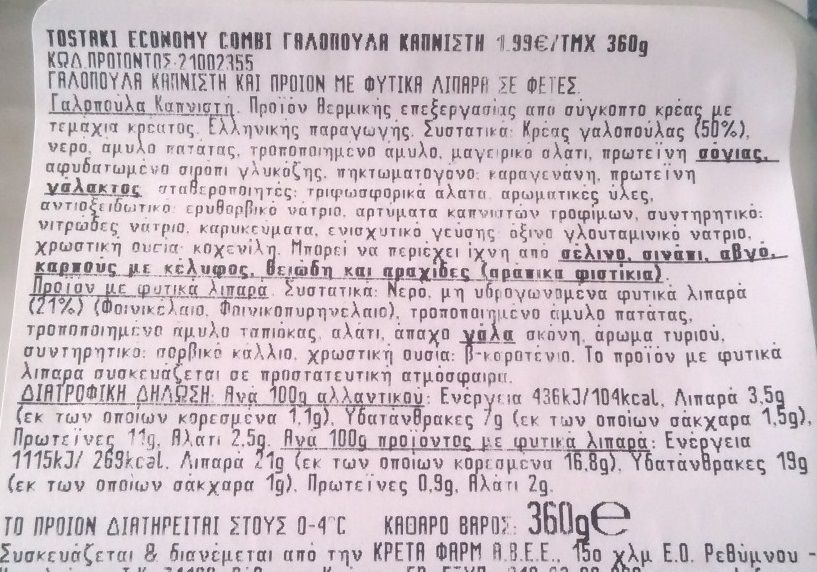 TOSTAKI ECONOMY COMBI ΓΑΛΟΠΟΥΛΑ ΚΑΠΝΙΣΤΗ 1.99€/ΤΜΧ 360g
ΚΩΔ.ΠΡΟΙΟΝΤΟΣ:21002355
ΓΑΛΟΠΟΥΛΑ ΚΑΠΝΙΣΤΗ ΚΑΙ ΠΡΟΙΟΝ ΜΕ ΦΥΤΙΚΑ ΛΙΠΑΡΑ ΣΕ ΦΕΤΕΣ.
Γαλοπούλα Καπνιστή. Προϊόν θερμικής επεξεργασίας από σύγκοπτο κρέας με
τεμάχια κρέατος. Ελληνικής παραγωγής. Συστατικά: Κρέας γαλοπούλας (50%),
νερό, άμυλο πατάτας, τροποποιημένο άμυλο, μαγειρικό αλάτι, πρωτεΐνη σόγιας,
αφυδατωμένο σιρόπι γλυκόζης, πηκτωματογόνο: καραγενάνη, πρωτεΐνη
γάλακτος, σταθεροποιητές: τριφωσφορικά άλατα, αρωματικές ύλες,
αντιοξειδωτικό: ερυθορβικό νάτριο, αρτύματα καπνιστών τροφίμων, συντηρητικό:
νιτρώδες νάτριο, καρυκεύματα, ενισχυτικό γεύσης: όξινο γλουταμινικό νάτριο,
χρωστική ουσία: κοχενίλη. Μπορεί να περιέχει ίχνη από σέλινο, σινάπι, αβγό,
καρπούς με κέλυφος, θειώδη και αραχίδες (αράπικα φιστίκια).
Προϊόν με φυτικά λιπαρά. Συστατικά: Νερό, μη υδρογωνομένα φυτικά λιπαρά
(21%) (Φοινικέλαιο, Φοινικοπυρηνέλαιο), τροποποιημένο άμυλο πατάτας,
τροποποιημένο άμυλο ταπιόκας, αλάτι, άπαχο γάλα σκόνη, άρωμα τυριού,
συντηρητικό: σορβικό κάλλιο, χρωστική ουσία: β-καροτένιο. Το προϊόν με φυτικά
λιπαρά συσκευάζεται σε προστατευτική ατμόσφαιρα.
ΔΙΑΤΡΟΦΙΚΗ ΔΗΛΩΣΗ: Ανά 100g αλλαντικού: Ενέργεια 436kJ/104kcal, Λιπαρά 3,5g
(εκ των οποίων κορεσμένα 1,1g), Υδατάνθρακες 7g (εκ των οποίων σάκχαρα 1,5g),
Πρωτεΐνες 11g, Αλάτι 2,5g. Ανά 100g προϊόντος με φυτικά λιπαρά: Ενέργεια
1115kJ/ 269kcal, Λιπαρά 21g (εκ των οποίων κορεσμένα 16,8g), Υδατάνθρακες 19g
(εκ των οποίων σάκχαρα 1g), Πρωτεΐνες 0,9g, Αλάτι 2g.
ΤΟ ΠΡΟΙΟΝ ΔΙΑΤΗΡΕΙΤΑΙ ΣΤΟΥΣ 0-4°C ΚΑΘΑΡΟ ΒΑΡΟΣ: 360g℮
Συσκευάζεται & διανέμεται από την ΚΡΕΤΑ ΦΑΡΜ Α.Β.Ε.Ε., 15ο χλμ Ε.Ο. Ρεθύμνου -